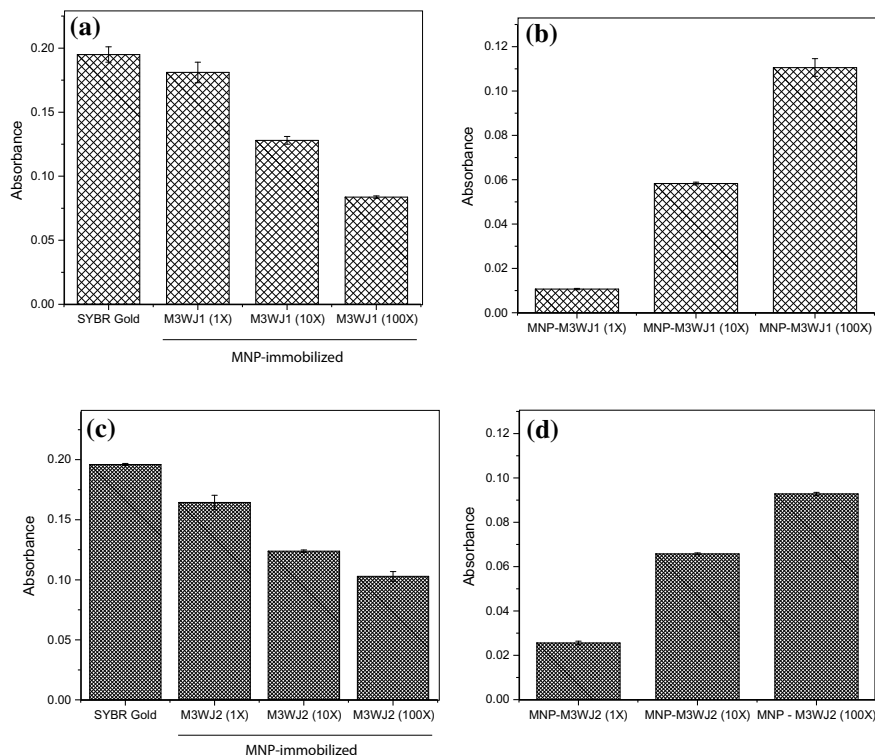 (a)
Absorbance
0.20
0.15
0.10
0.05
0.00
SYBR Gold
M3WJ1 (1X)
M3WJ1 (10X)
M3WJ1 (100X)
MNP-immobilized
(b)
Absorbance
0.12
0.10
0.08
0.06
0.04
0.02
0.00
MNP-M3WJ1 (1X)
MNP-M3WJ1 (10X)
MNP-M3WJ1 (100X)
(c)
Absorbance
0.20
0.15
0.10
0.05
0.00
SYBR Gold
M3WJ2 (1X)
M3WJ2 (10X)
M3WJ2 (100X)
MNP-immobilized
(d)
Absorbance
0.12
0.10
0.08
0.06
0.04
0.02
0.00
MNP-M3WJ2 (1X)
MNP-M3WJ2 (10X)
MNP - M3WJ2 (100X)